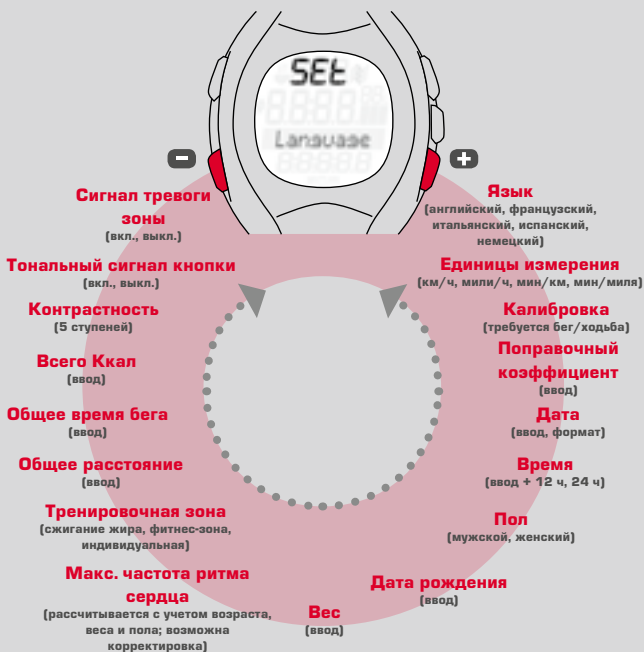 SEt
Language
-
+
Сигнал тревоги
зоны
(вкл., выкл.)
Тональный сигнал кнопки
(вкл., выкл.)
Контрастность
(5 ступеней)
Всего Ккал
(ввод)
Общее время бега
(ввод)
Общее расстояние
(ввод)
Тренировочная зона
(сжигание жира, фитнес-зона,
индивидуальная)
Макс. частота ритма
сердца
(рассчитывается с учетом возраста,
веса и пола; возможна
корректировка)
Вес
(ввод)
Язык
(английский, французский,
итальянский, испанский,
немецкий)
Единицы измерения
(км/ч, мили/ч, мин/км, мин/миля)
Калибровка
(требуется бег/ходьба)
Поправочный
коэффициент
(ввод)
Дата
(ввод, формат)
Время
(ввод + 12 ч, 24 ч)
Пол
(мужской, женский)
Дата рождения
(ввод)